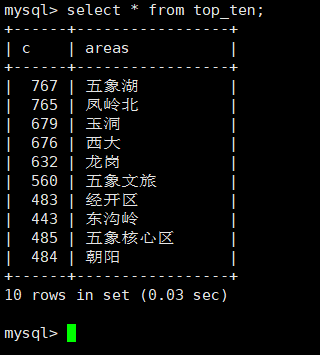 mysql> select * from top_ten;
+------+-----------------+
| c    | areas           |
+------+-----------------+
|  767 | 五象湖          |
|  765 | 凤岭北          |
|  679 | 玉洞            |
|  676 | 西大            |
|  632 | 龙岗            |
|  560 | 五象文旅        |
|  483 | 经开区          |
|  443 | 东沟岭          |
|  485 | 五象核心区      |
|  484 | 朝阳            |
+------+-----------------+
10 rows in set (0.03 sec)
mysql>